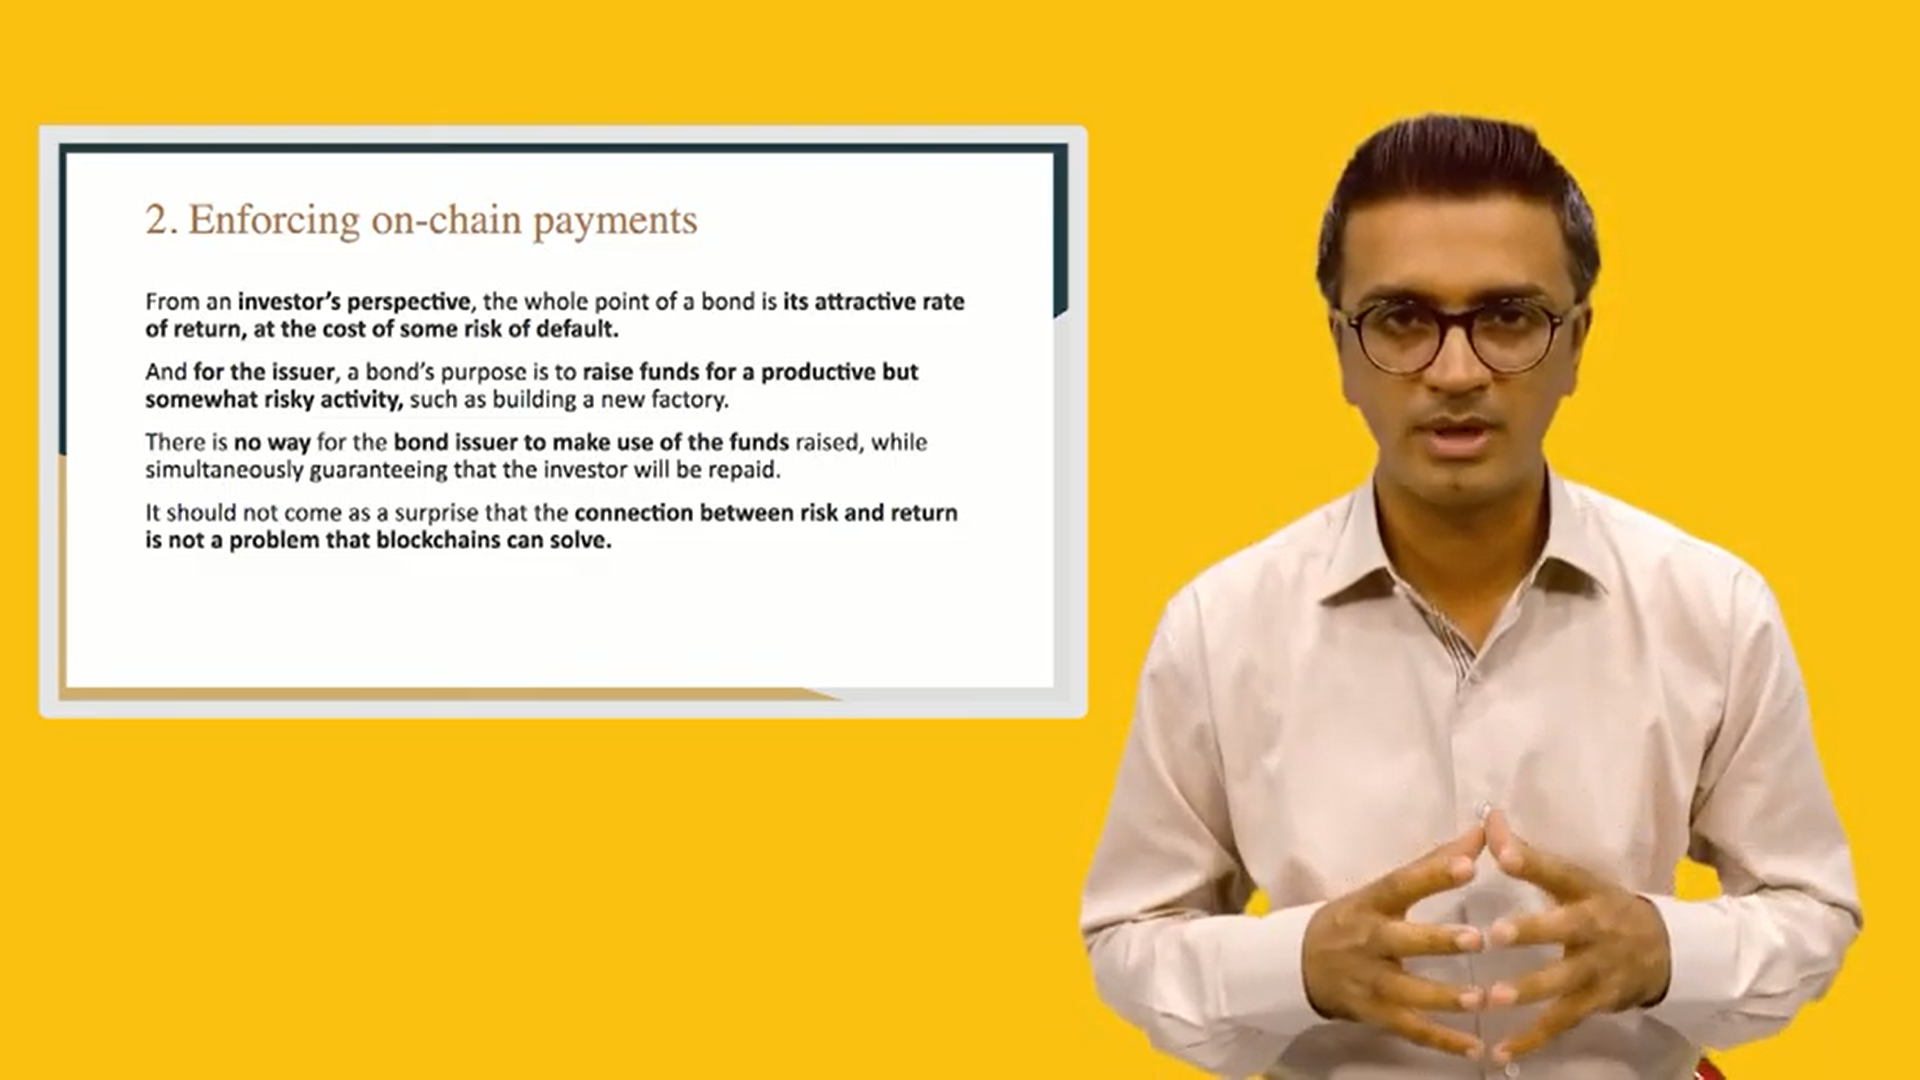 2. Enforcing on-chain payments
From an investor’s perspective, the whole point of a bond is its attractive rate
of return, at the cost of some risk of default.
And for the issuer, a bond’s purpose is to raise funds for a productive but
somewhat risky activity, such as building a new factory.
There is no way for the bond issuer to make use of the funds raised, while
simultaneously guaranteeing that the investor will be repaid.
It should not come as a surprise that the connection between risk and return
is not a problem that blockchains can solve.